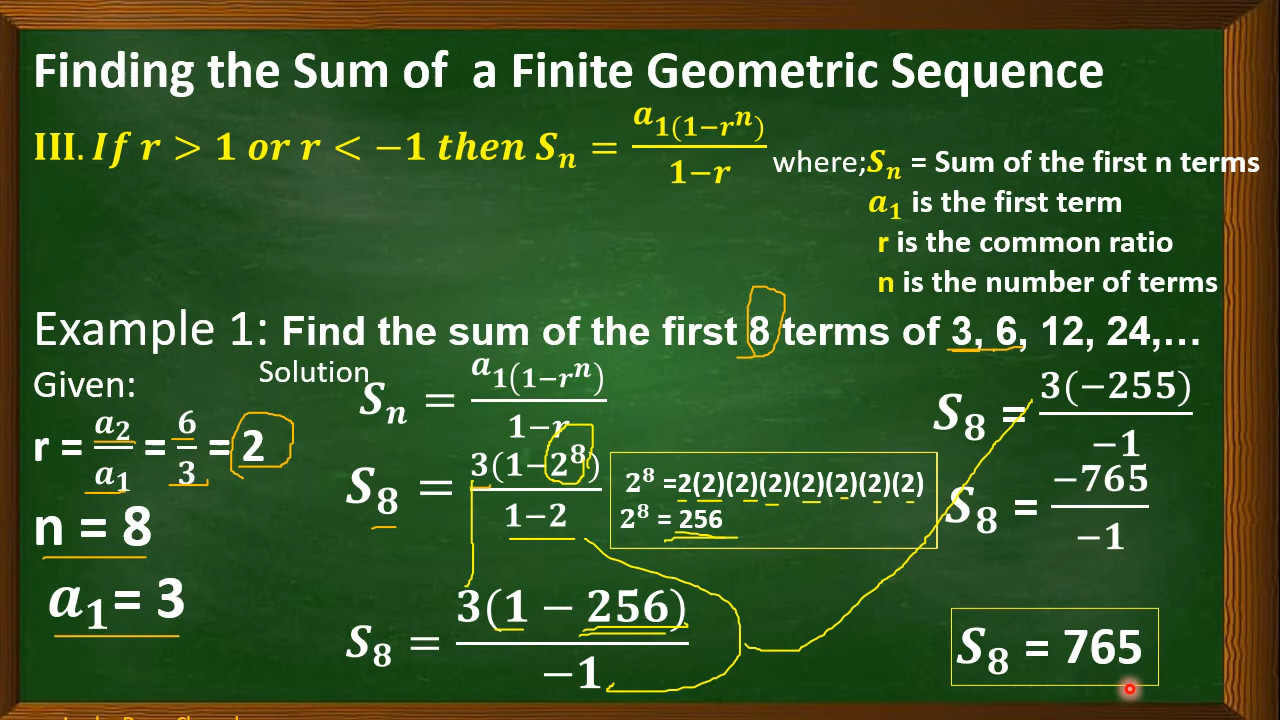 Finding the Sum of a Finite Geometric Sequence
III. If r > 1 or r < −1 then Sₙ = a₁₍₁₋ᵣⁿ₎ / 1−r
where; Sₙ = Sum of the first n terms
a₁ is the first term
r is the common ratio
n is the number of terms
Example 1: Find the sum of the first 8 terms of 3, 6, 12, 24,...
Given:
r = a₂/a₁ = 6/3 = 2
n = 8
a₁ = 3
Solution
Sₙ = a₁₍₁₋ᵣⁿ₎ / 1−r
S₈ = 3(1−2⁸) / 1−2
2⁸ =2(2)(2)(2)(2)(2)(2)(2)
2⁸ = 256
S₈ = 3(1 − 256) / −1
S₈ = 3(−255) / −1
S₈ = −765 / −1
S₈ = 765